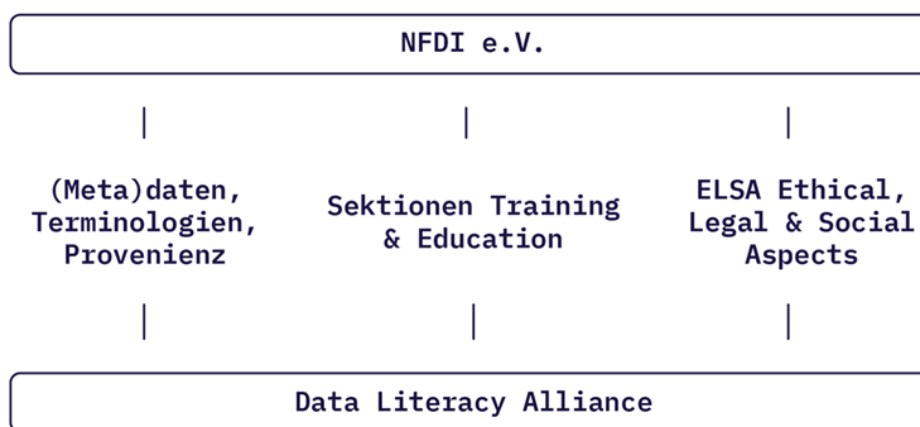 NFDI e.V.
(Meta)daten,
Terminologien,
Provenienz
Sektionen Training
& Education
ELSA Ethical,
Legal & Social
Aspects
Data Literacy Alliance